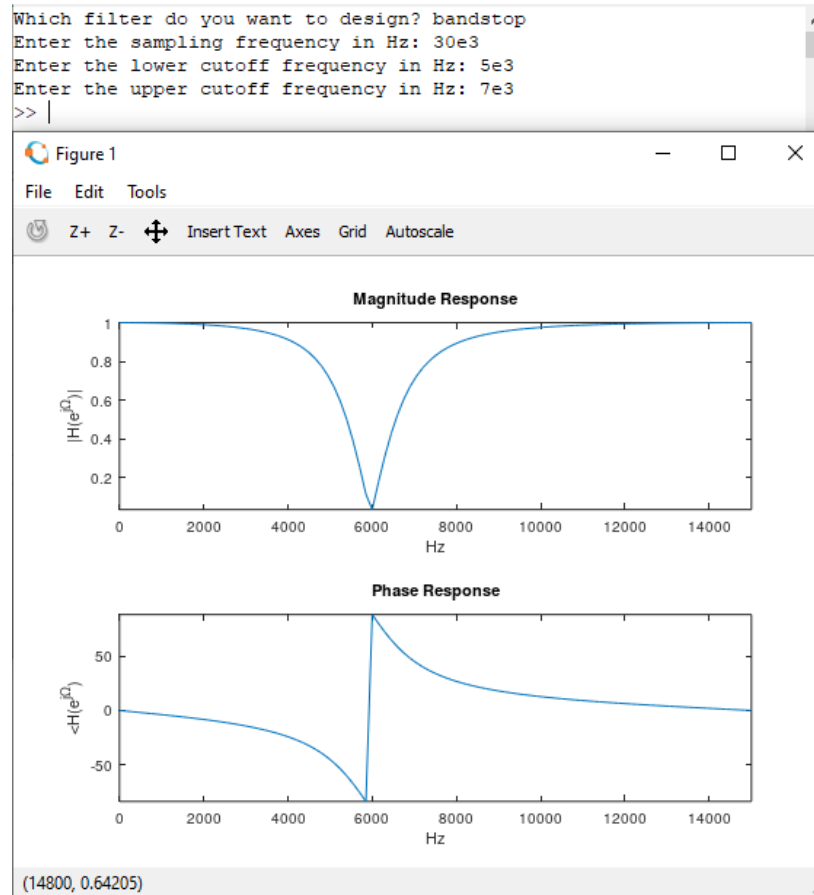 Which filter do you want to design? bandstop
Enter the sampling frequency in Hz: 30e3
Enter the lower cutoff frequency in Hz: 5e3
Enter the upper cutoff frequency in Hz: 7e3
>>
Figure 1
File Edit Tools
Z+ Z- Insert Text Axes Grid Autoscale
Magnitude Response
1
0.8
0.6
0.4
0.2
|H(e^jΩ)|
0 2000 4000 6000 8000 10000 12000 14000
Hz
Phase Response
50
0
-50
<H(e^jΩ)
0 2000 4000 6000 8000 10000 12000 14000
Hz
(14800, 0.64205)